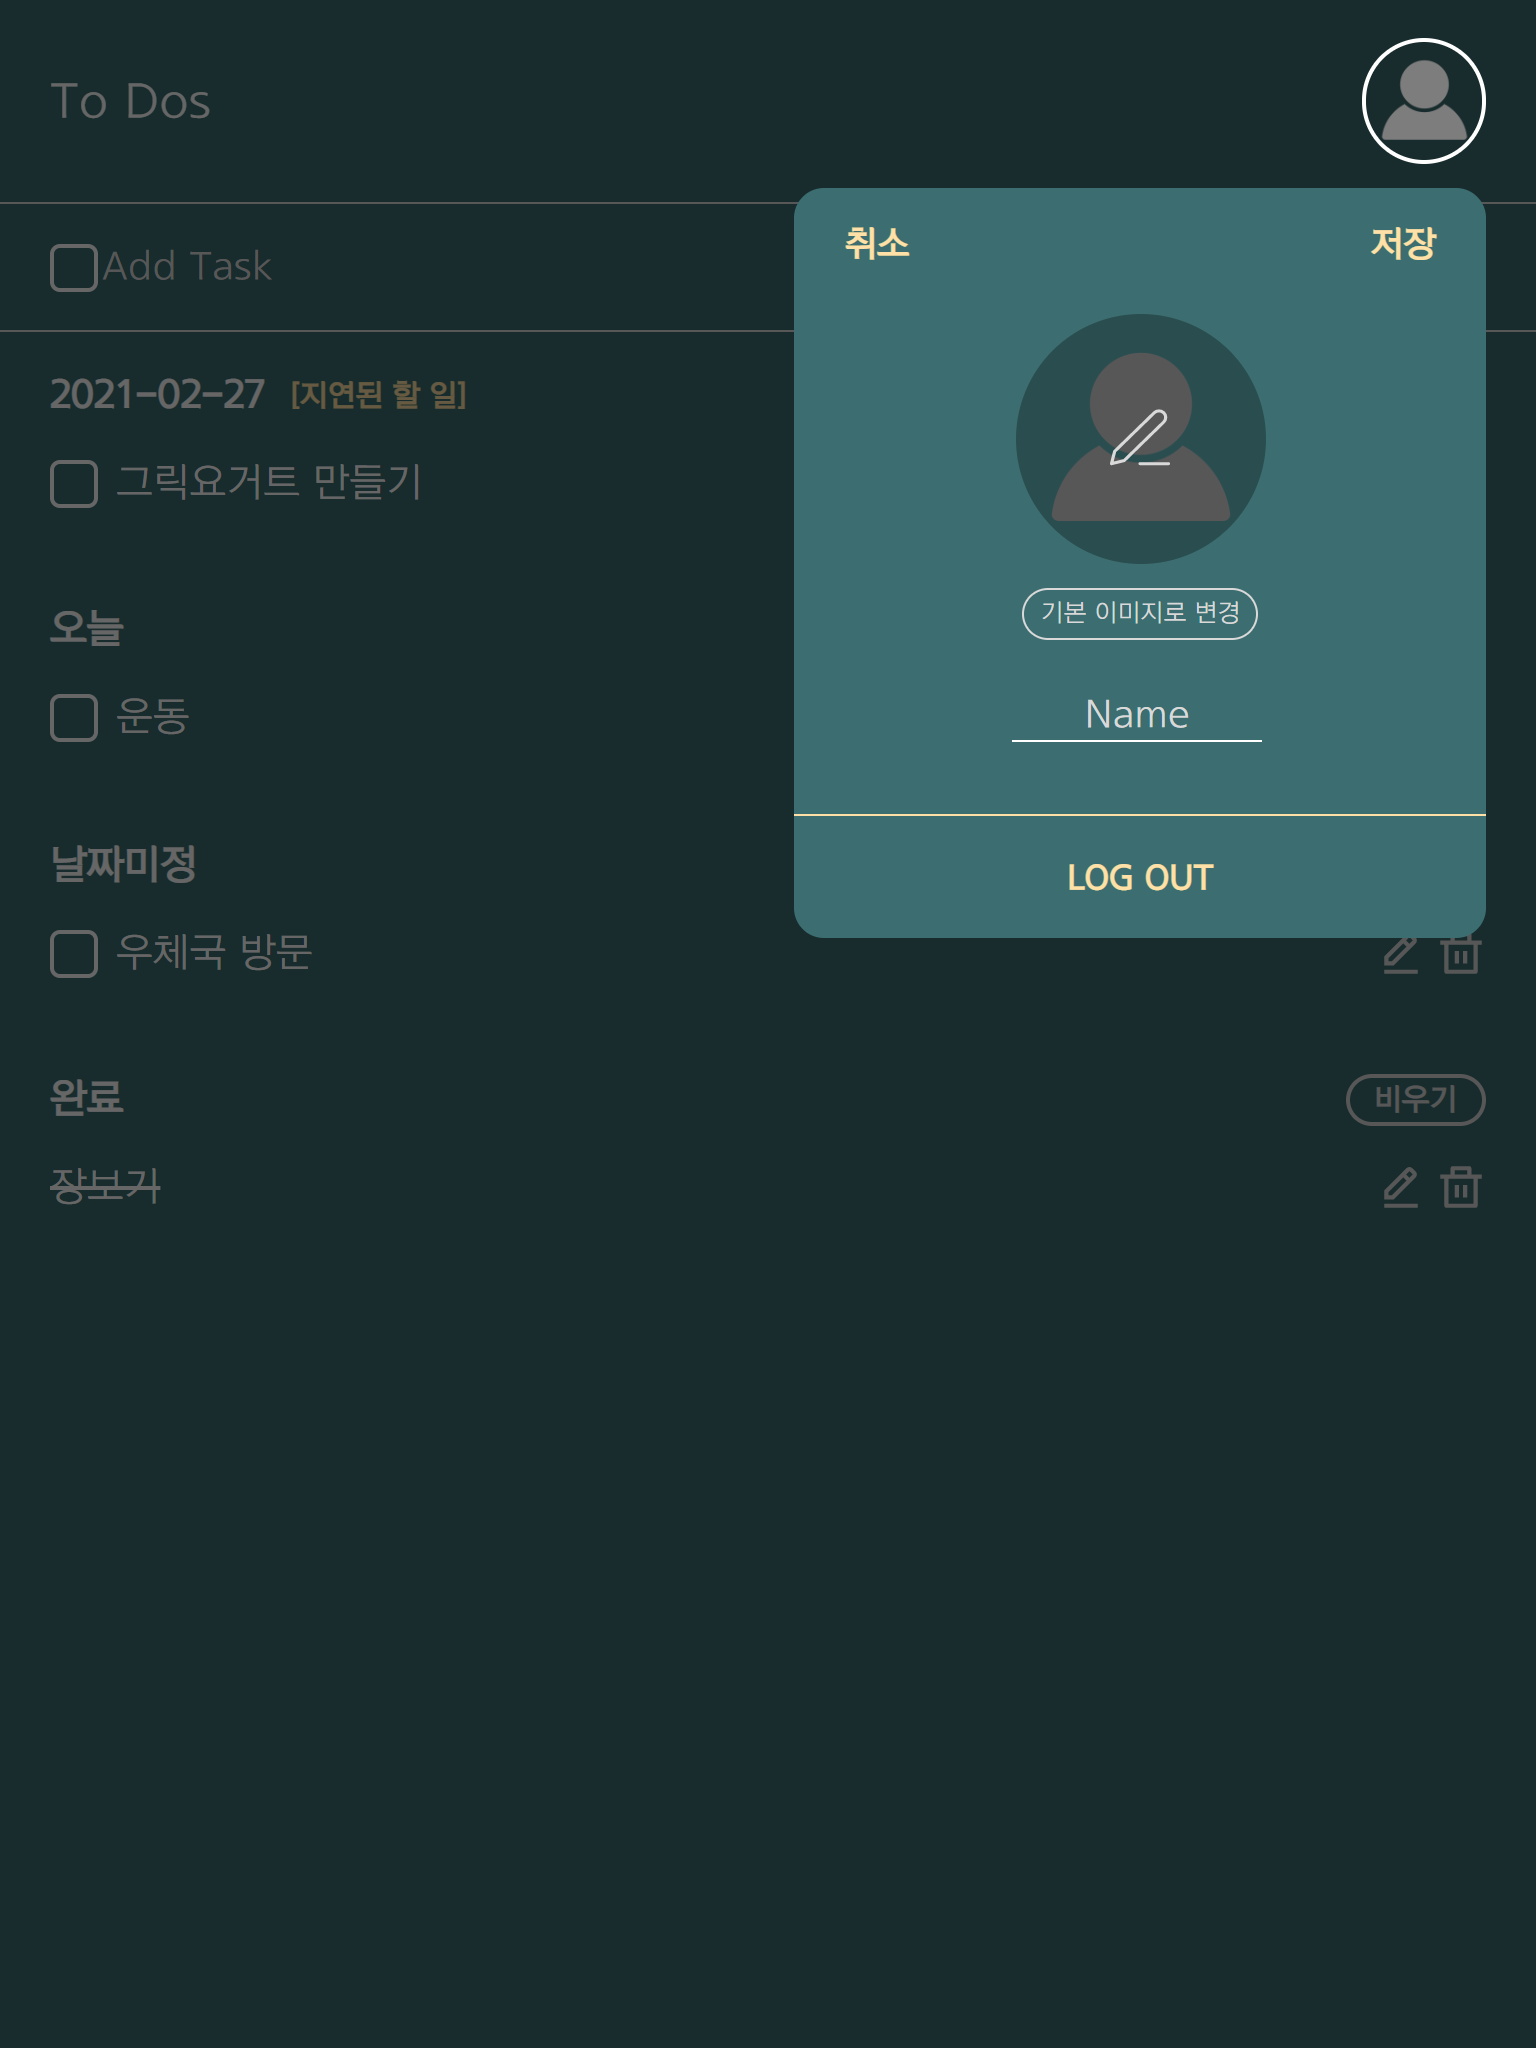 To Dos
Add Task
2021-02-27 [지연된 할 일]
그릭요거트 만들기
오늘
운동
날짜미정
우체국 방문
완료
비우기
장보기
취소
저장
기본 이미지로 변경
Name
LOG OUT